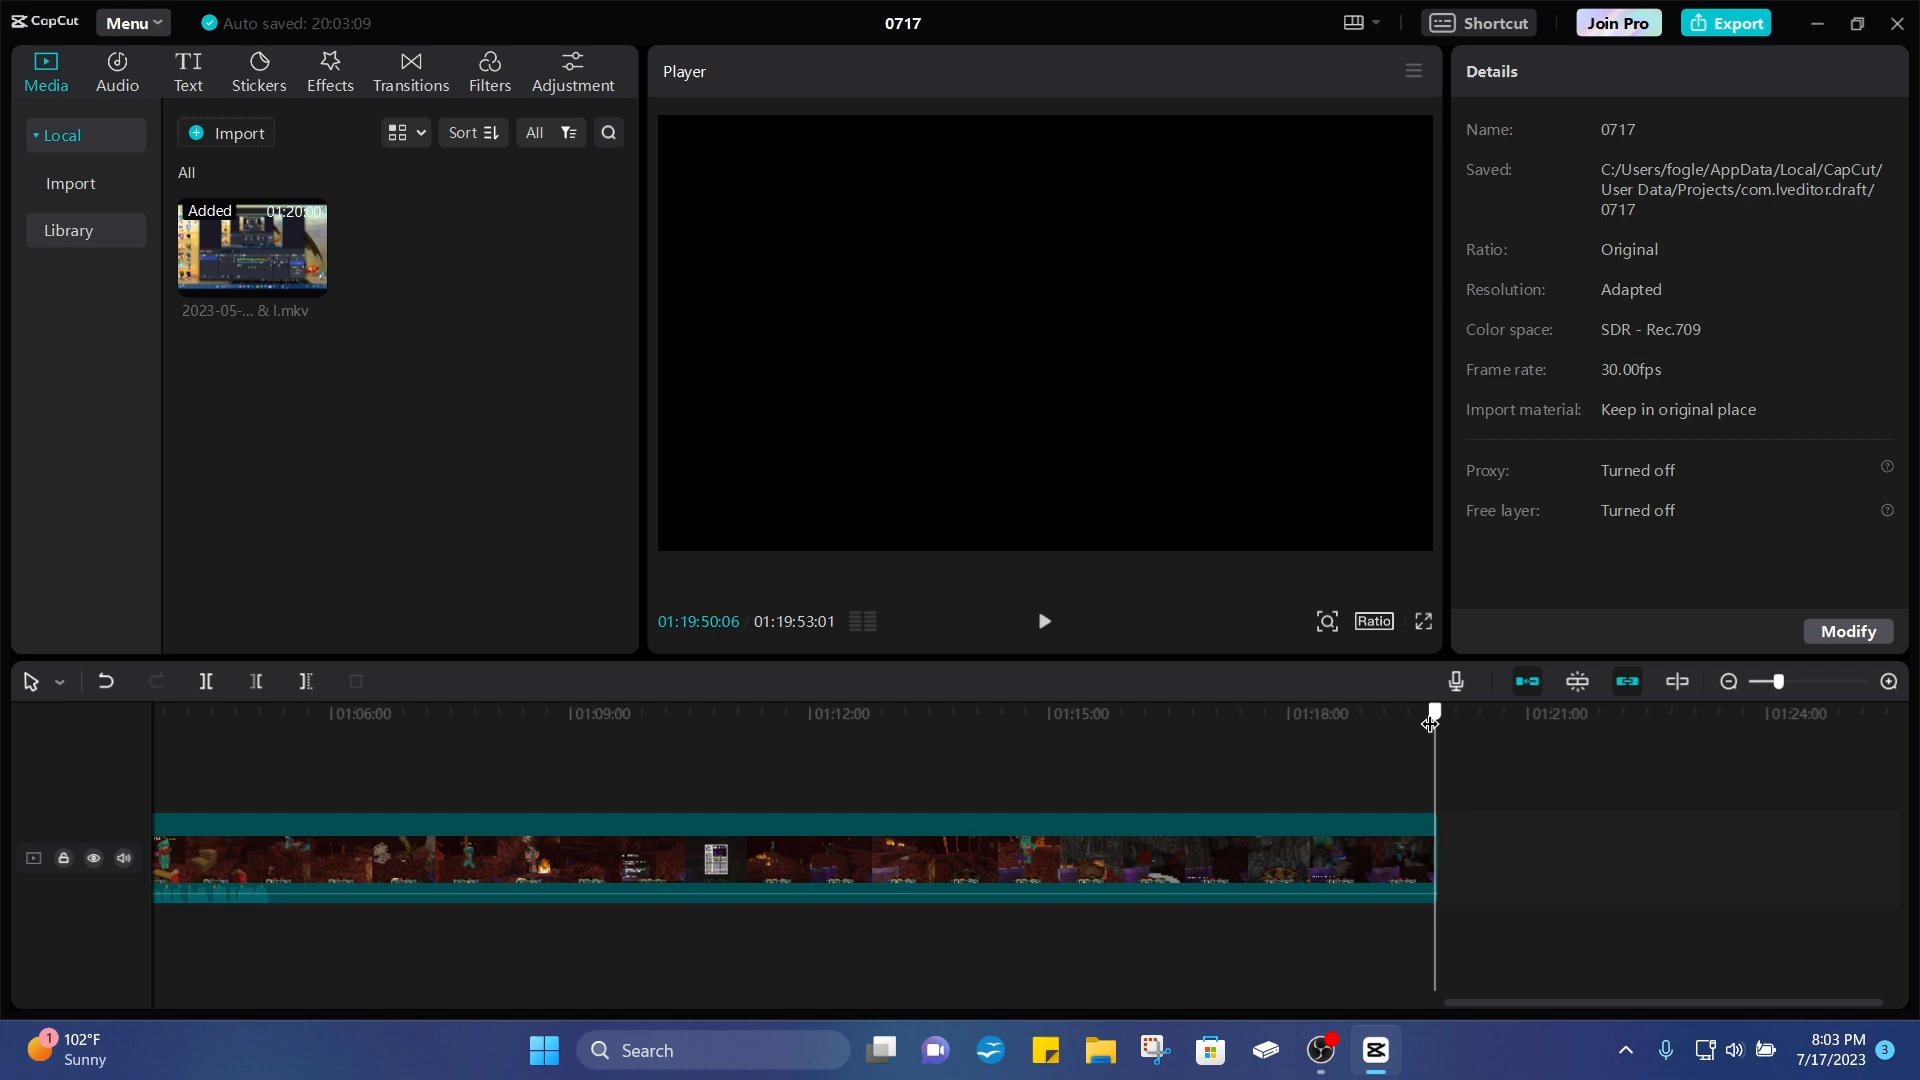 CapCut
Menu
Auto saved: 20:03:09
0717
Shortcut
Join Pro
Export
Media
Audio
Text
Stickers
Effects
Transitions
Filters
Adjustment
Local
Import
Library
Import
Sort
All
All
Added
01:20:00
2023-05-... & I.mkv
Player
01:19:50:06
01:19:53:01
Ratio
Details
Name:
0717
Saved:
C:/Users/fogle/AppData/Local/CapCut/
User Data/Projects/com.lveditor.draft/
0717
Ratio:
Original
Resolution:
Adapted
Color space:
SDR - Rec.709
Frame rate:
30.00fps
Import material:
Keep in original place
Proxy:
Turned off
Free layer:
Turned off
Modify
01:06:00
01:09:00
01:12:00
01:15:00
01:18:00
01:21:00
01:24:00
1
102°F
Sunny
Search
8:03 PM
7/17/2023
3